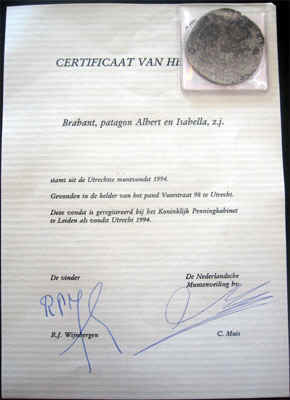 CERTIFICAAT VAN HE
Brabant, patagon Albert en Isabella, z.j.
stamt uit de Utrechtse muntvondst 1994.
Gevonden in de kelder van het pand Voorstraat 98 te Utrecht.
Deze vondst is geregistreerd bij het Koninklijk Penningkabinet
te Leiden als vondst Utrecht 1994.
De vinder
De Nederlandsche
Muntenveiling bv.
R.J. Wijnbergen
C. Muis